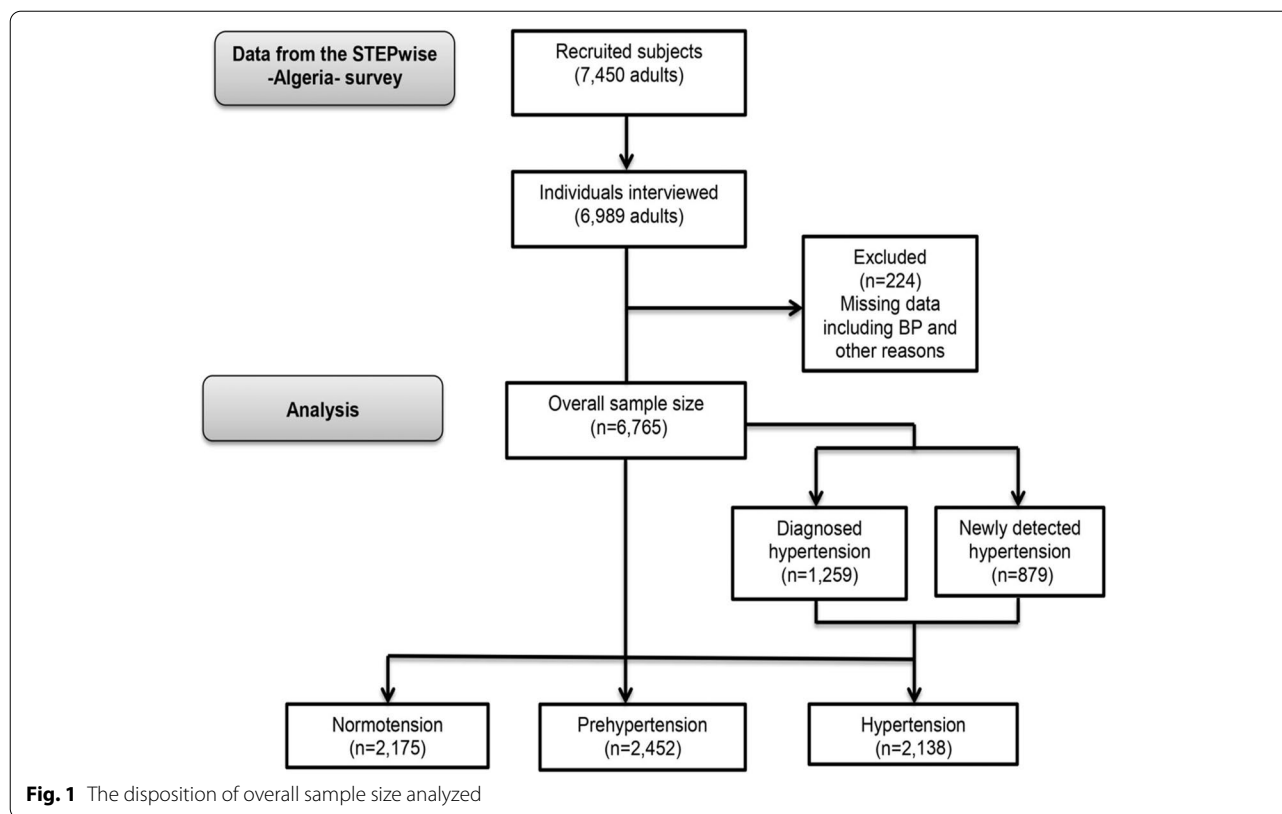 Data from the STEPwise
-Algeria- survey
Recruited subjects
(7,450 adults)
Individuals interviewed
(6,989 adults)
Excluded
(n=224)
Missing data
including BP and
other reasons
Analysis
Overall sample size
(n=6,765)
Diagnosed
hypertension
(n=1,259)
Newly detected
hypertension
(n=879)
Normotension
(n=2,175)
Prehypertension
(n=2,452)
Hypertension
(n=2,138)
Fig. 1 The disposition of overall sample size analyzed